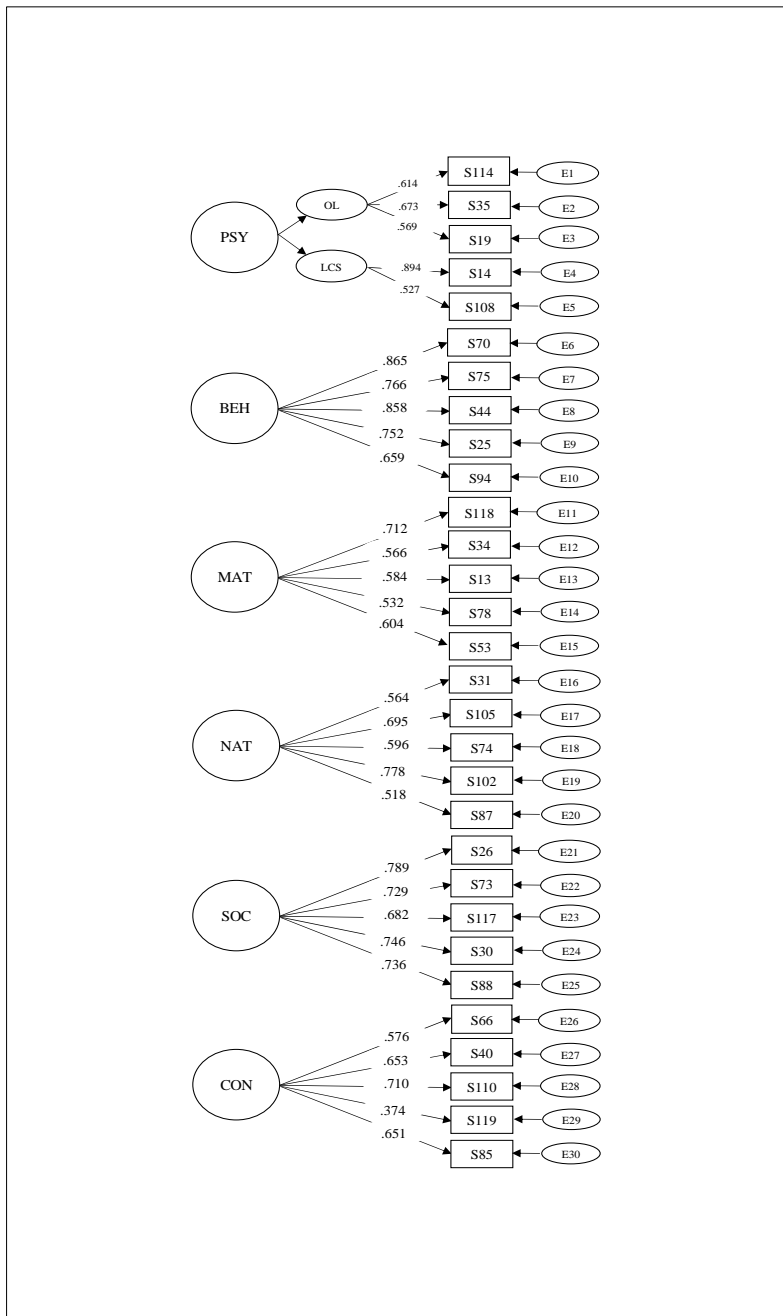 S114
E1
.614
OL
.673
S35
E2
PSY
.569
S19
E3
LCS
.894
S14
E4
.527
S108
E5
S70
E6
.865
.766
S75
E7
BEH
.858
S44
E8
.752
S25
E9
.659
S94
E10
S118
E11
.712
.566
S34
E12
MAT
.584
S13
E13
.532
S78
E14
.604
S53
E15
S31
E16
.564
.695
S105
E17
NAT
.596
S74
E18
.778
S102
E19
.518
S87
E20
S26
E21
.789
.729
S73
E22
SOC
.682
S117
E23
.746
S30
E24
.736
S88
E25
S66
E26
.576
.653
S40
E27
CON
.710
S110
E28
.374
S119
E29
.651
S85
E30